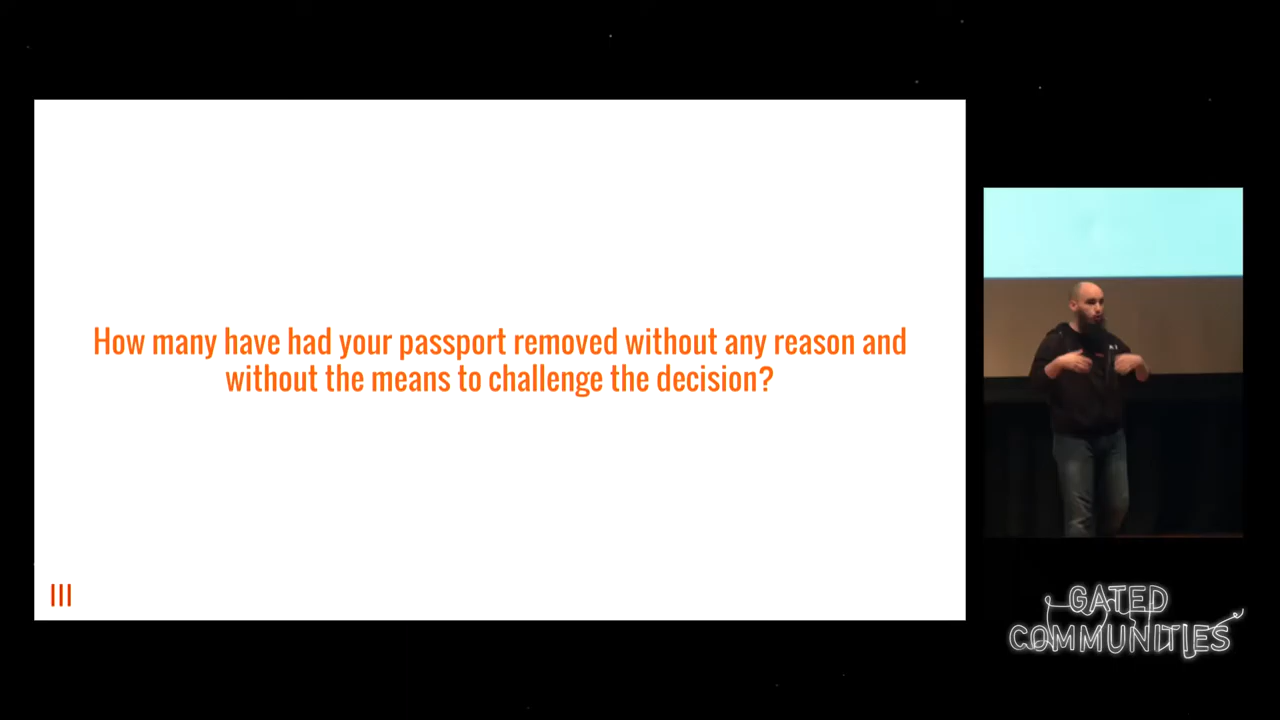 How many have had your passport removed without any reason and
without the means to challenge the decision?
GATED
COMMUNITIES